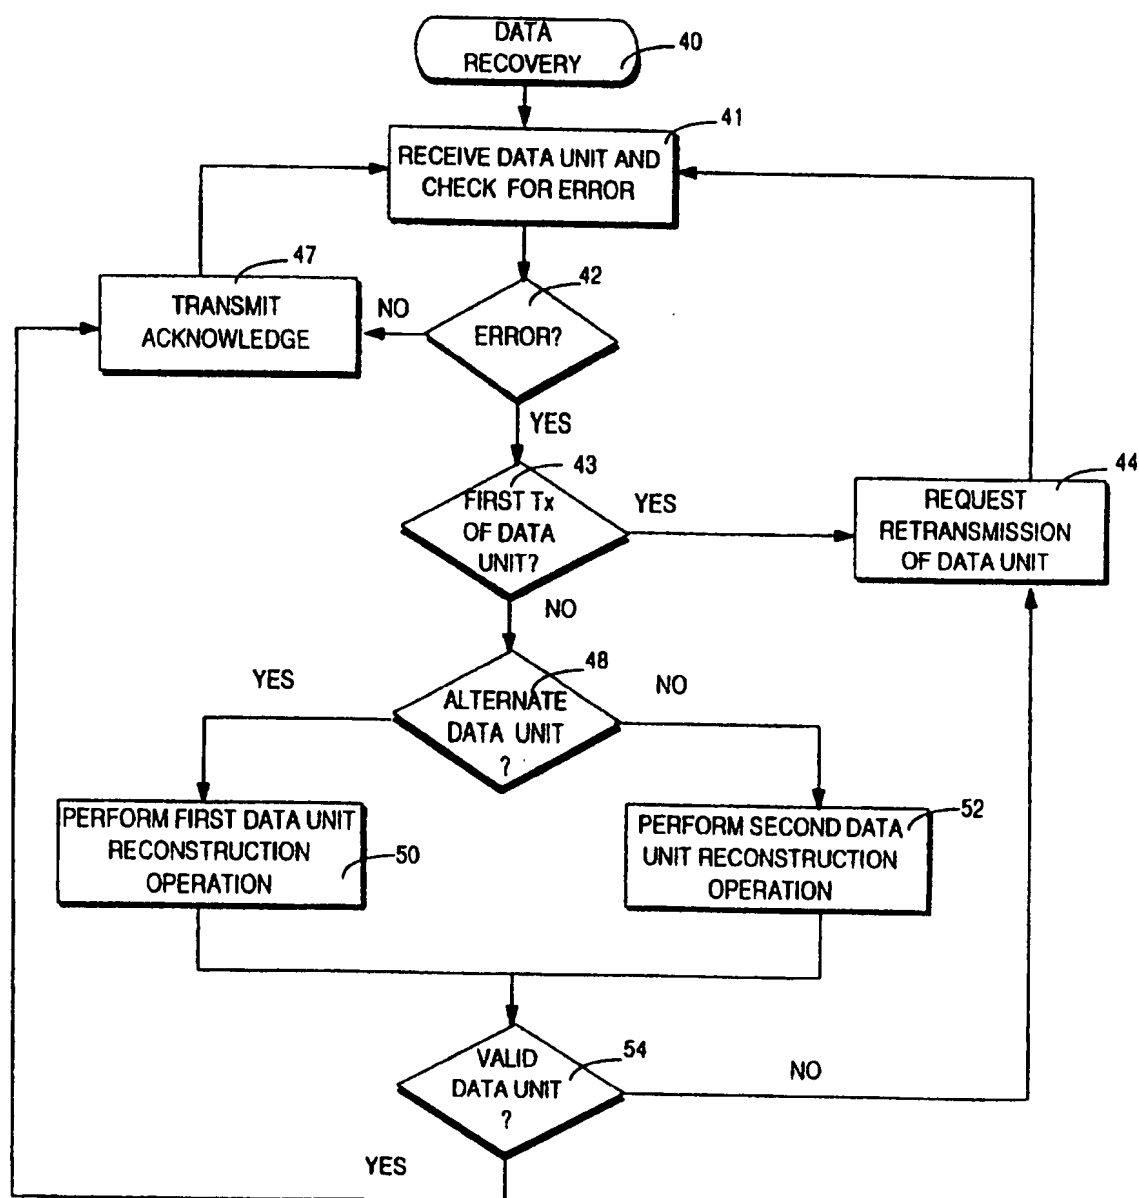 DATA
RECOVERY
40
41
RECEIVE DATA UNIT AND
CHECK FOR ERROR
47
TRANSMIT
ACKNOWLEDGE
NO
42
ERROR?
YES
43
FIRST Tx
OF DATA
UNIT?
YES
44
REQUEST
RETRANSMISSION
OF DATA UNIT
NO
48
ALTERNATE
DATA UNIT
?
YES
NO
PERFORM FIRST DATA UNIT
RECONSTRUCTION
OPERATION
50
52
PERFORM SECOND DATA
UNIT RECONSTRUCTION
OPERATION
54
VALID
DATA UNIT
?
NO
YES